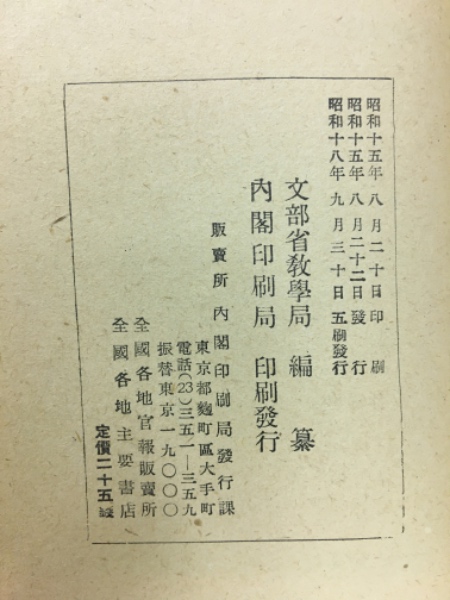 昭和十五年八月二十日印刷
昭和十五年八月二十二日發行
昭和十八年九月三十日五刷發行
文部省敎學局 編纂
內閣印刷局 印刷發行
販賣所 內閣印刷局發行課
東京都麴町區大手町
電話(23)三五一―三五九
振替東京一九〇〇〇
全國各地官報販賣所
全國各地主要書店
定價二十五錢